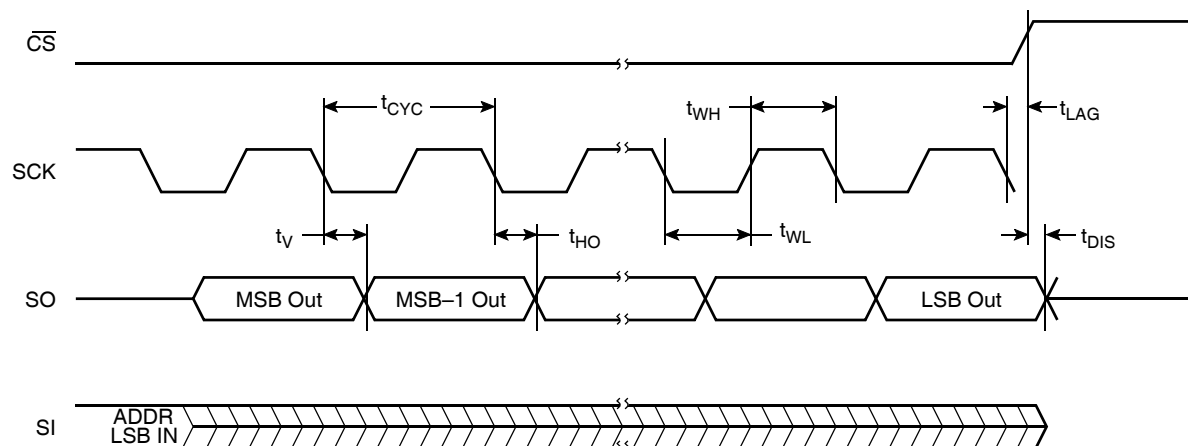 CS
tCYC
tWH
tLAG
SCK
tV
tHO
tWL
tDIS
SO
MSB Out
MSB–1 Out
LSB Out
SI
ADDR
LSB IN